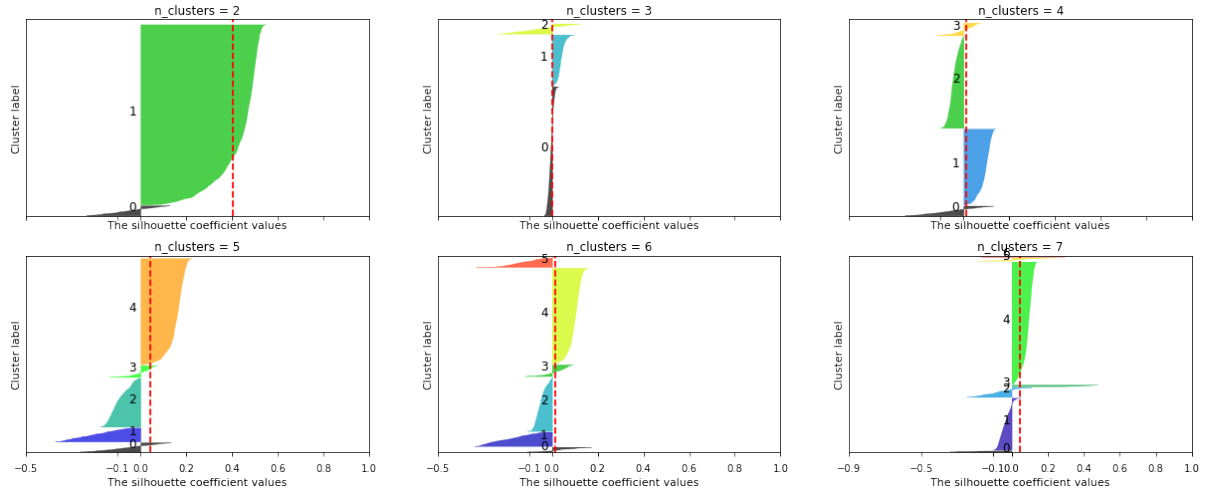 n_clusters = 2
Cluster label
1
0
The silhouette coefficient values
n_clusters = 3
Cluster label
2
1
0
The silhouette coefficient values
n_clusters = 4
Cluster label
3
2
1
0
The silhouette coefficient values
n_clusters = 5
Cluster label
4
3
2
1
0
−0.5 −0.1 0.0 0.2 0.4 0.6 0.8 1.0
The silhouette coefficient values
n_clusters = 6
Cluster label
5
4
3
2
1
0
−0.5 −0.1 0.0 0.2 0.4 0.6 0.8 1.0
The silhouette coefficient values
n_clusters = 7
Cluster label
4
3
2
1
0
−0.9 −0.5 −0.1 0.0 0.2 0.4 0.6 0.8 1.0
The silhouette coefficient values